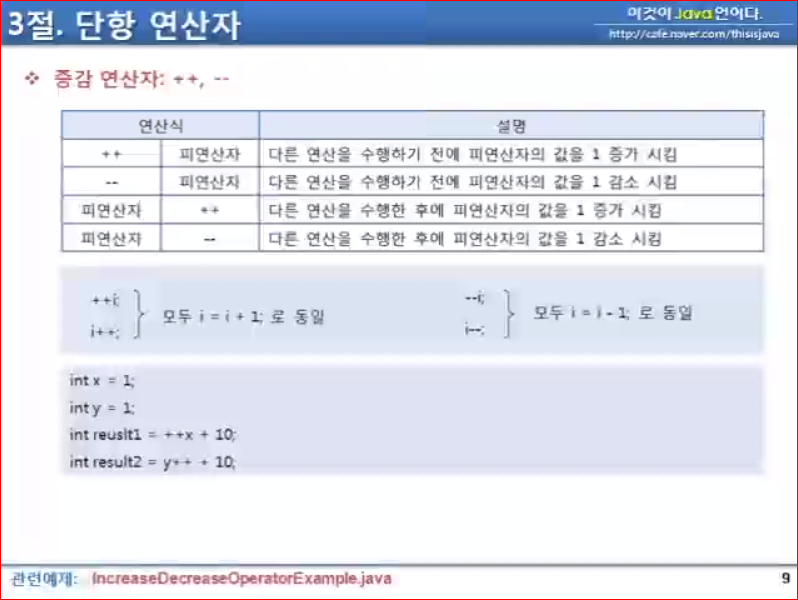 3절. 단항 연산자
이것이 Java 언어다.
http://cafe.naver.com/thisisjava
❖ 증감 연산자: ++, --
연산식 설명
++ 피연산자 다른 연산을 수행하기 전에 피연산자의 값을 1 증가 시킴
-- 피연산자 다른 연산을 수행하기 전에 피연산자의 값을 1 감소 시킴
피연산자 ++ 다른 연산을 수행한 후에 피연산자의 값을 1 증가 시킴
피연산자 -- 다른 연산을 수행한 후에 피연산자의 값을 1 감소 시킴
++i;
i++;
모두 i = i + 1; 로 동일
--i;
i--;
모두 i = i - 1; 로 동일
int x = 1;
int y = 1;
int reuslt1 = ++x + 10;
int result2 = y++ + 10;
관련예제: IncreaseDecreaseOperatorExample.java
9